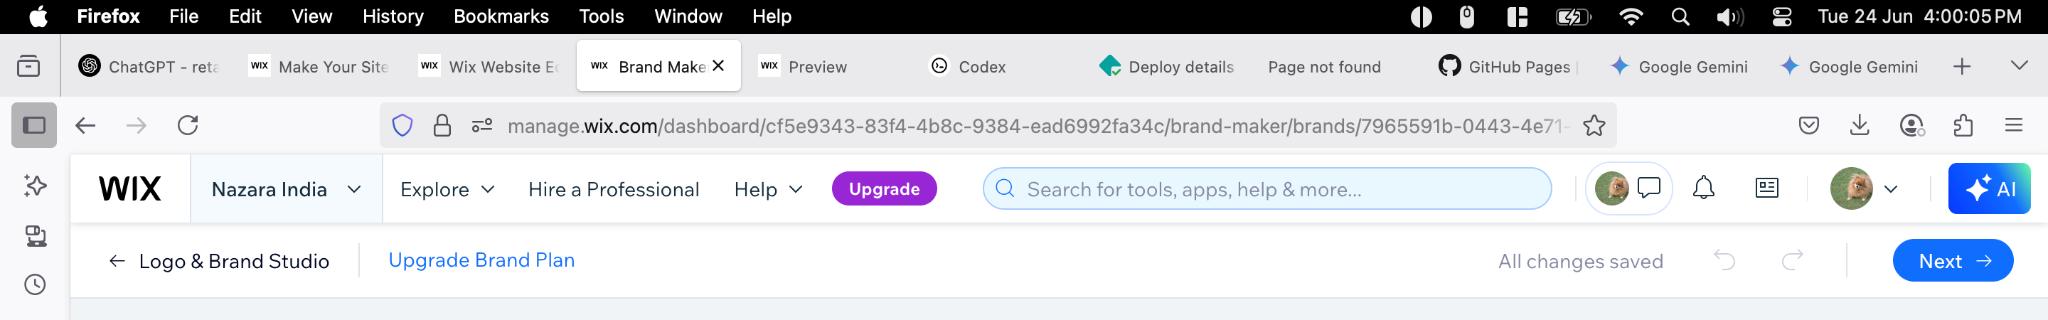 Firefox File Edit View History Bookmarks Tools Window Help Tue 24 Jun 4:00:05 PM
ChatGPT - reta WIX Make Your Site WIX Wix Website Ed WIX Brand Make WIX Preview Codex Deploy details Page not found GitHub Pages Google Gemini Google Gemini
manage.wix.com/dashboard/cf5e9343-83f4-4b8c-9384-ead6992fa34c/brand-maker/brands/7965591b-0443-4e71-
WIX Nazara India Explore Hire a Professional Help Upgrade Search for tools, apps, help & more... AI
Logo & Brand Studio Upgrade Brand Plan All changes saved Next